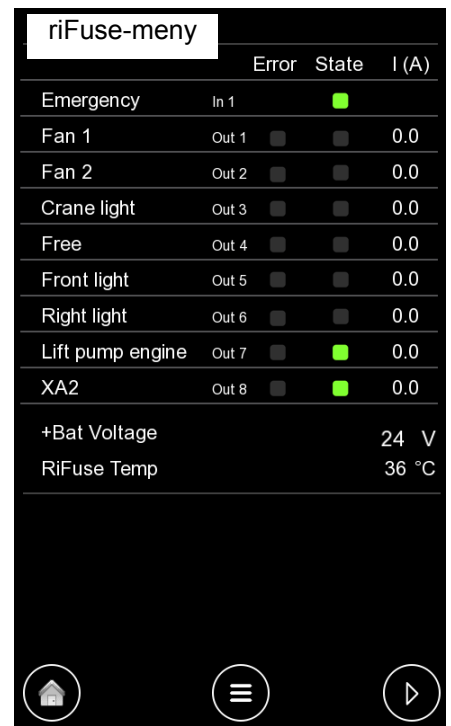 riFuse-meny
Error State I (A)
Emergency In 1
Fan 1 Out 1 0.0
Fan 2 Out 2 0.0
Crane light Out 3 0.0
Free Out 4 0.0
Front light Out 5 0.0
Right light Out 6 0.0
Lift pump engine Out 7 0.0
XA2 Out 8 0.0
+Bat Voltage 24 V
RiFuse Temp 36 °C